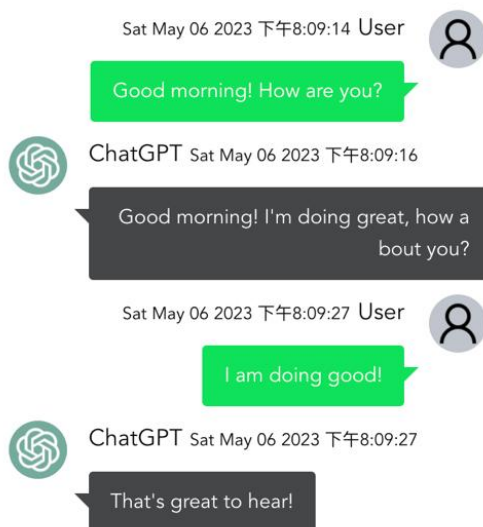 Sat May 06 2023 下午8:09:14 User
Good morning! How are you?
ChatGPT Sat May 06 2023 下午8:09:16
Good morning! I'm doing great, how a
bout you?
Sat May 06 2023 下午8:09:27 User
I am doing good!
ChatGPT Sat May 06 2023 下午8:09:27
That's great to hear!